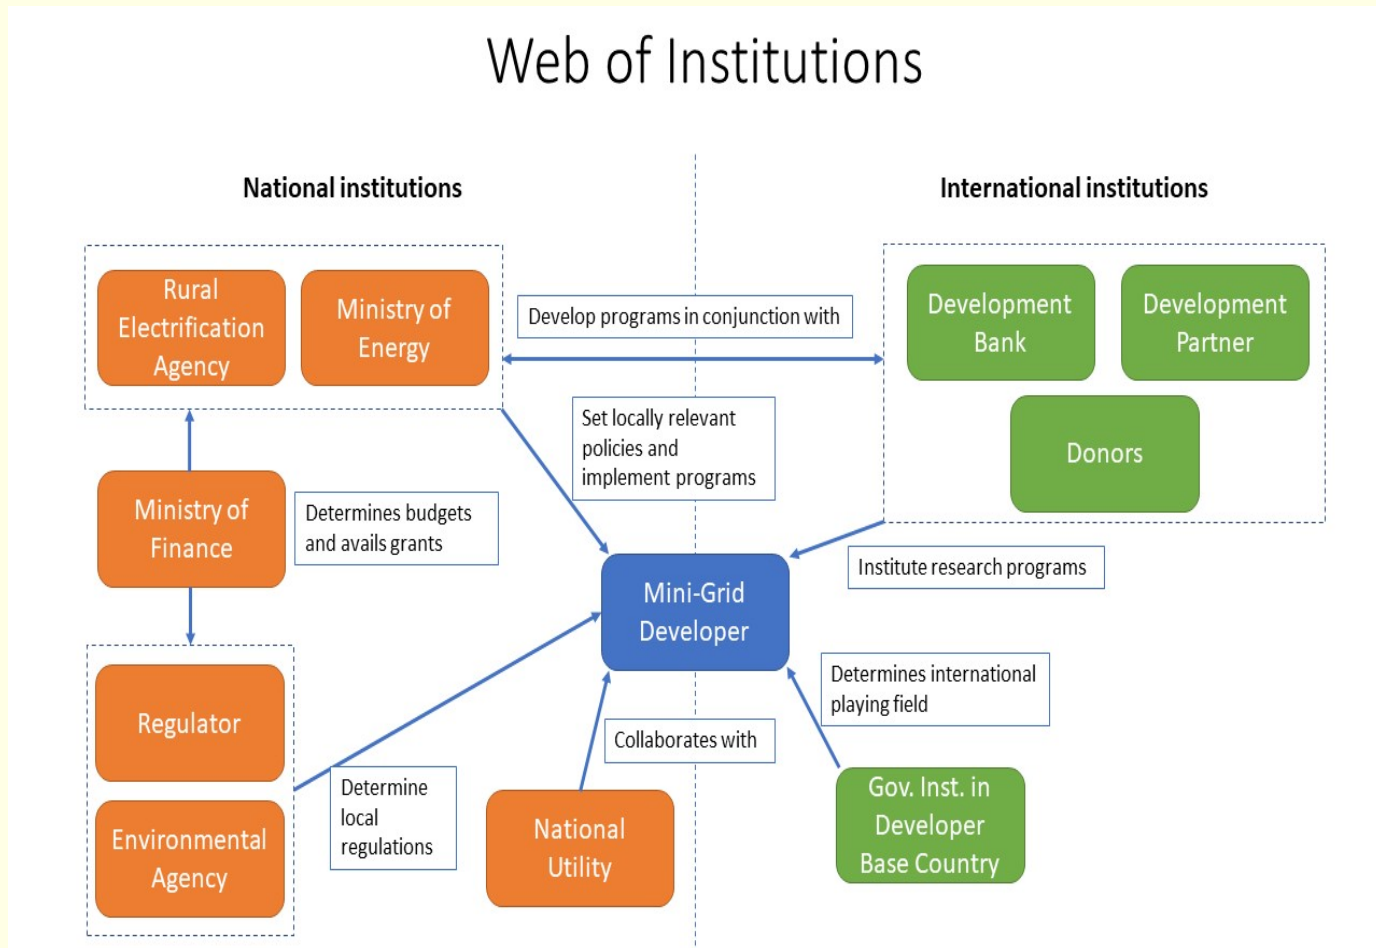 Web of Institutions
National institutions
International institutions
Rural
Electrification
Agency
Ministry of
Energy
Develop programs in conjunction with
Development
Bank
Development
Partner
Donors
Set locally relevant
policies and
implement programs
Ministry of
Finance
Determines budgets
and avails grants
Mini-Grid
Developer
Institute research programs
Regulator
Environmental
Agency
Determine
local
regulations
Collaborates with
National
Utility
Determines international
playing field
Gov. Inst. in
Developer
Base Country